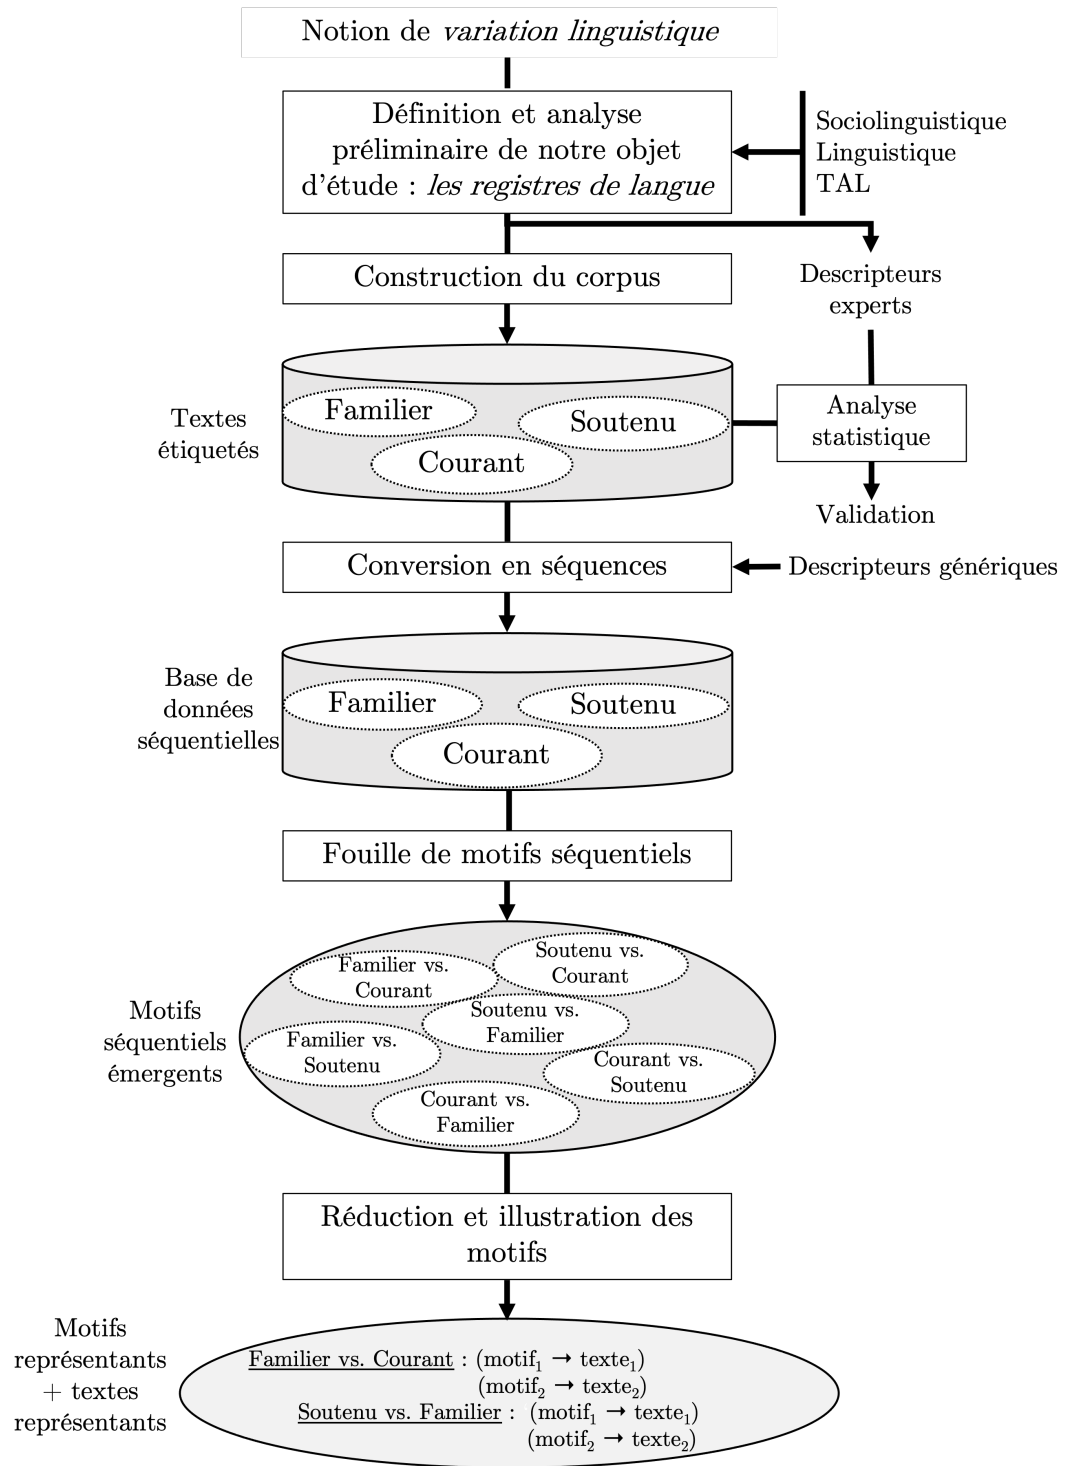 Notion de variation linguistique
Définition et analyse
préliminaire de notre objet
d'étude : les registres de langue
Sociolinguistique
Linguistique
TAL
Construction du corpus
Descripteurs
experts
Textes
étiquetés
Familier
Soutenu
Courant
Analyse
statistique
Validation
Conversion en séquences
Descripteurs génériques
Base de
données
séquentielles
Familier
Soutenu
Courant
Fouille de motifs séquentiels
Motifs
séquentiels
émergents
Familier vs.
Courant
Soutenu vs.
Courant
Soutenu vs.
Familier
Familier vs.
Soutenu
Courant vs.
Soutenu
Courant vs.
Familier
Réduction et illustration des
motifs
Motifs
représentants
+ textes
représentants
Familier vs. Courant : (motif₁ → texte₁)
(motif₂ → texte₂)
Soutenu vs. Familier : (motif₁ → texte₁)
(motif₂ → texte₂)